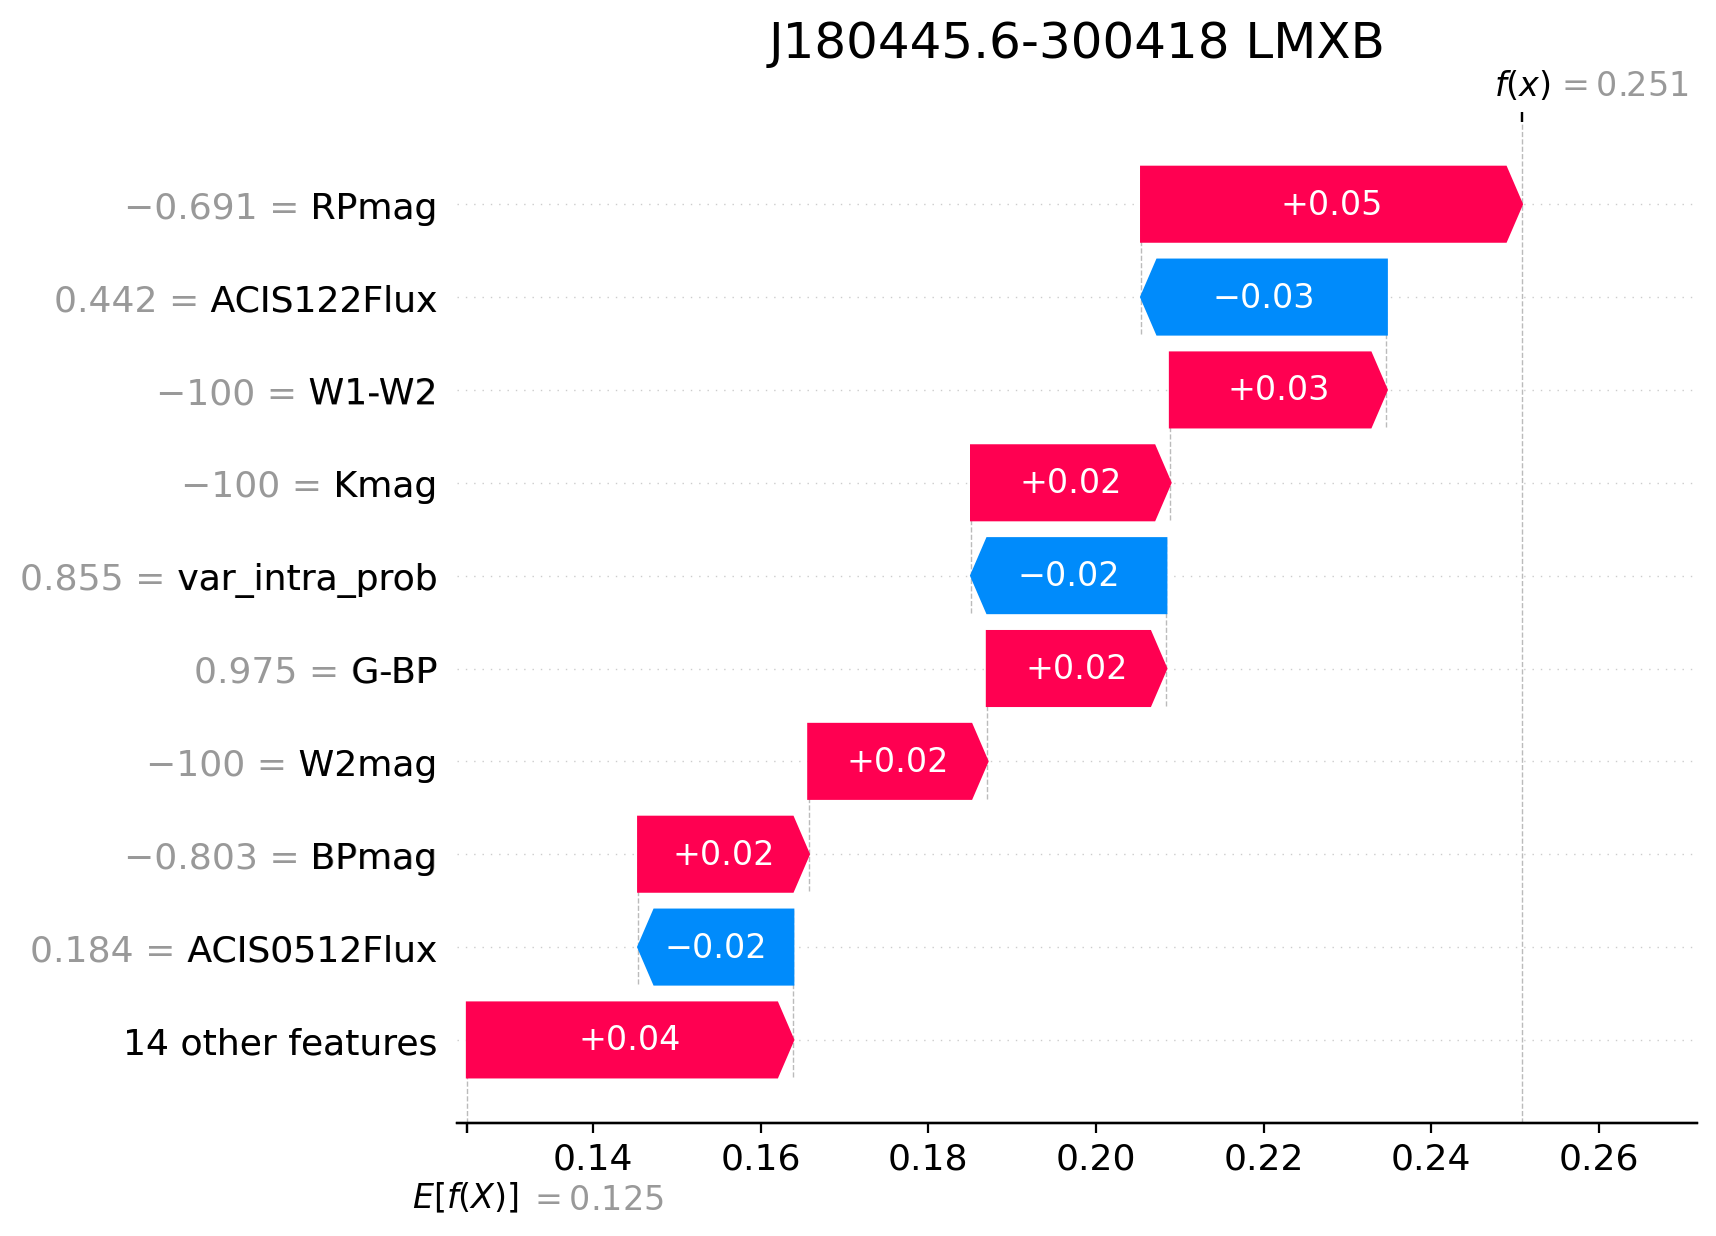 J180445.6-300418 LMXB
f(x) = 0.251
−0.691 = RPmag +0.05
0.442 = ACIS122Flux −0.03
−100 = W1-W2 +0.03
−100 = Kmag +0.02
0.855 = var_intra_prob −0.02
0.975 = G-BP +0.02
−100 = W2mag +0.02
−0.803 = BPmag +0.02
0.184 = ACIS0512Flux −0.02
14 other features +0.04
0.14 0.16 0.18 0.20 0.22 0.24 0.26
E[f(X)] = 0.125